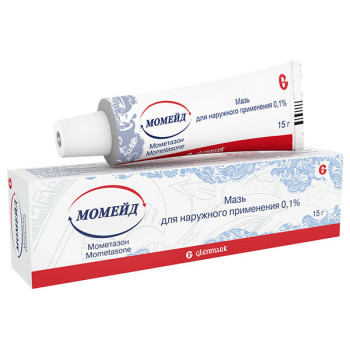 МОМЕЙД
Мометазон
Mometasone
Мазь
для наружного применения 0,1%
15 г
G
МОМЕЙД
Мометазон
Mometasone
Мазь
для наружного применения 0,1%
15 г
G
G Glenmark